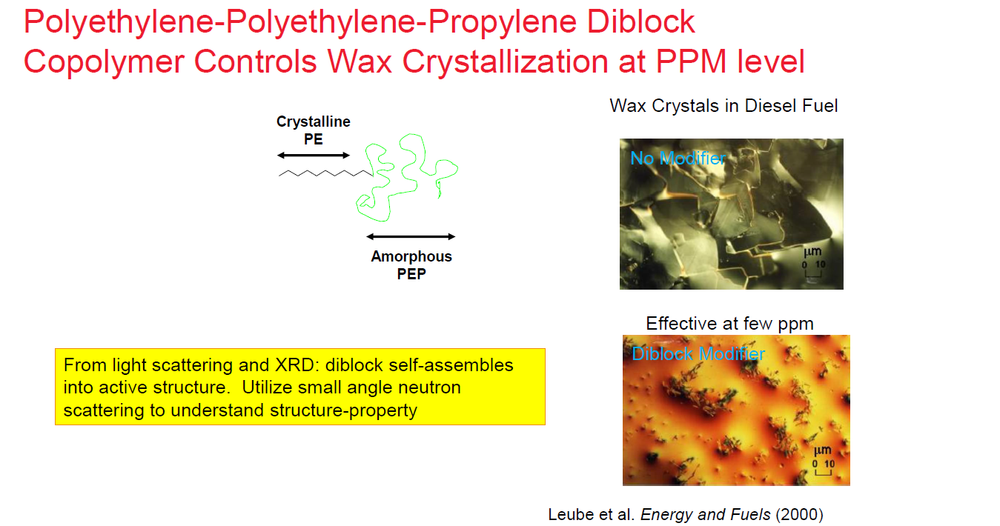 Polyethylene-Polyethylene-Propylene Diblock
Copolymer Controls Wax Crystallization at PPM level
Crystalline
PE
Amorphous
PEP
Wax Crystals in Diesel Fuel
No Modifier
μm
0 10
Effective at few ppm
Diblock Modifier
μm
0 10
From light scattering and XRD: diblock self-assembles
into active structure. Utilize small angle neutron
scattering to understand structure-property
Leube et al. Energy and Fuels (2000)